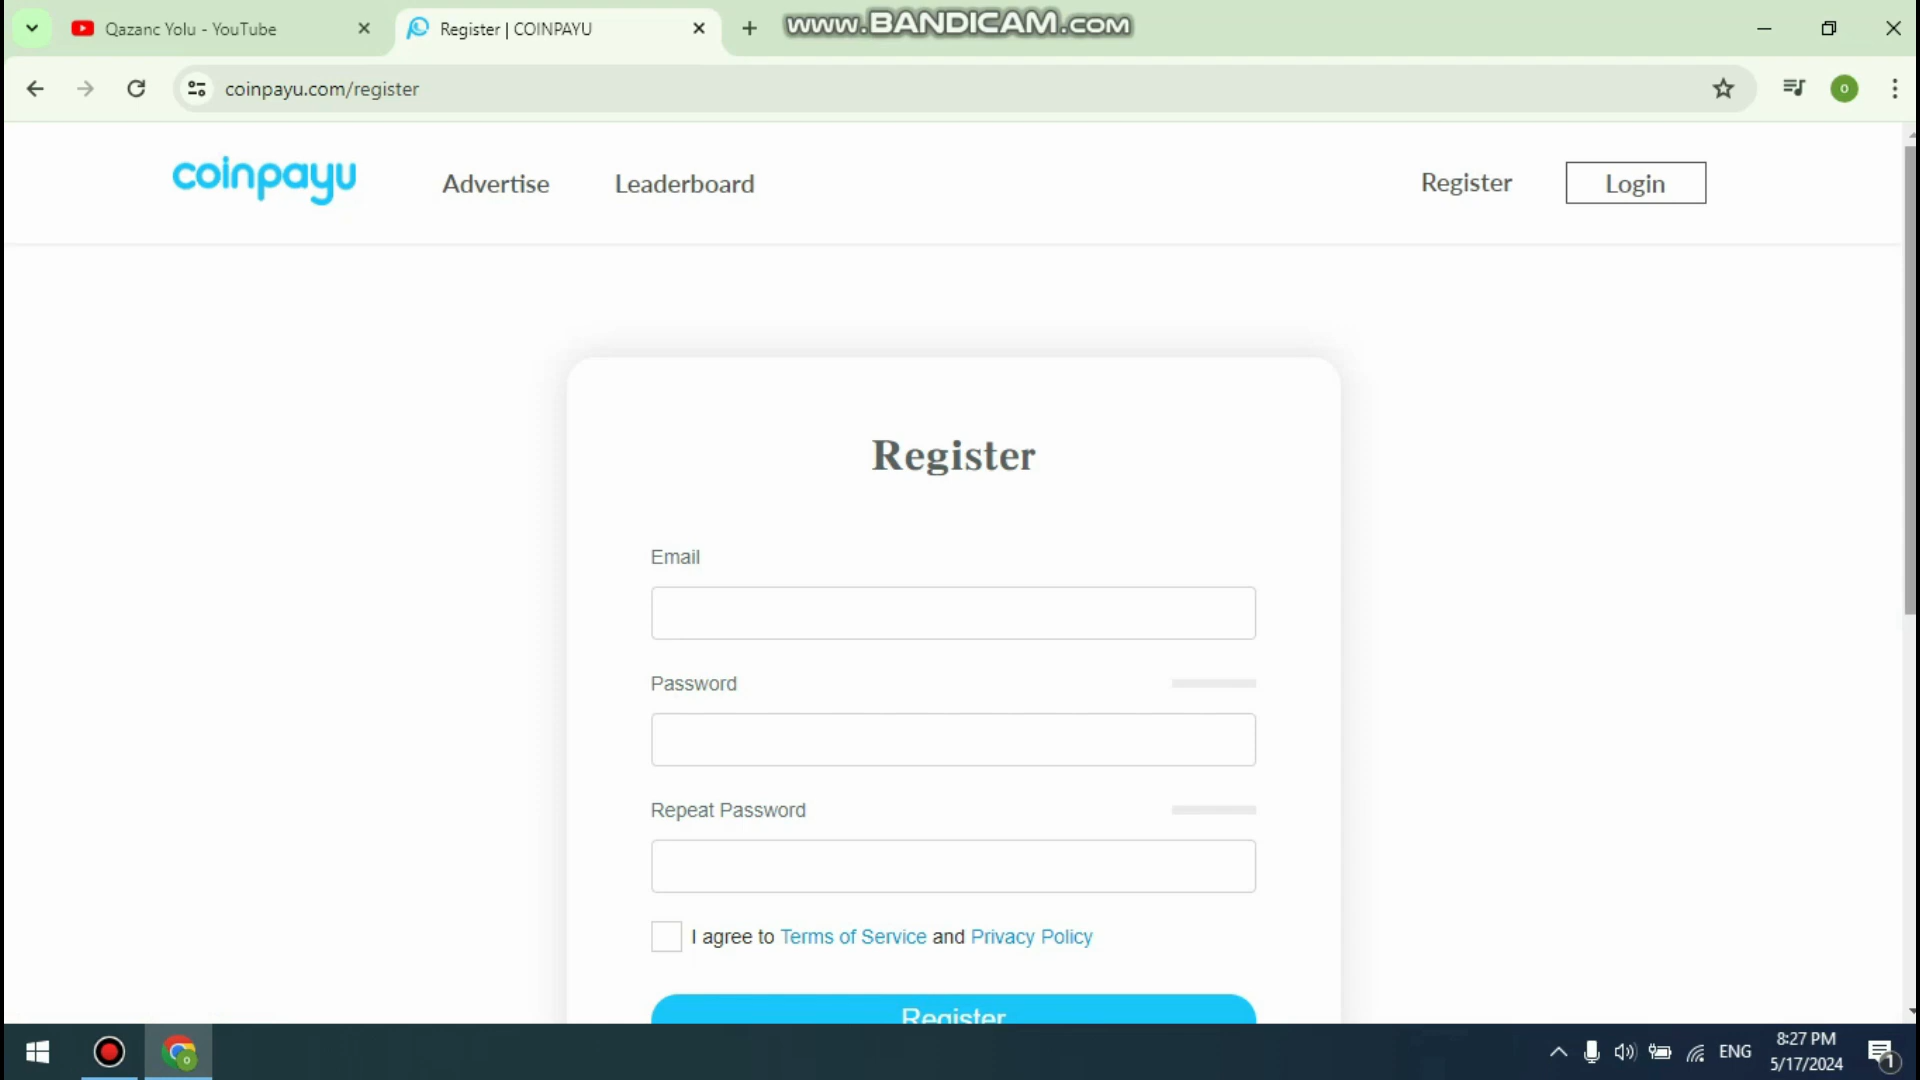 Qazanc Yolu - YouTube
Register | COINPAYU
www.BANDICAM.com
coinpayu.com/register
o
coinpayu
Advertise
Leaderboard
Register
Login
Register
Email
Password
Repeat Password
I agree to Terms of Service and Privacy Policy
Register
ENG
8:27 PM
5/17/2024
1